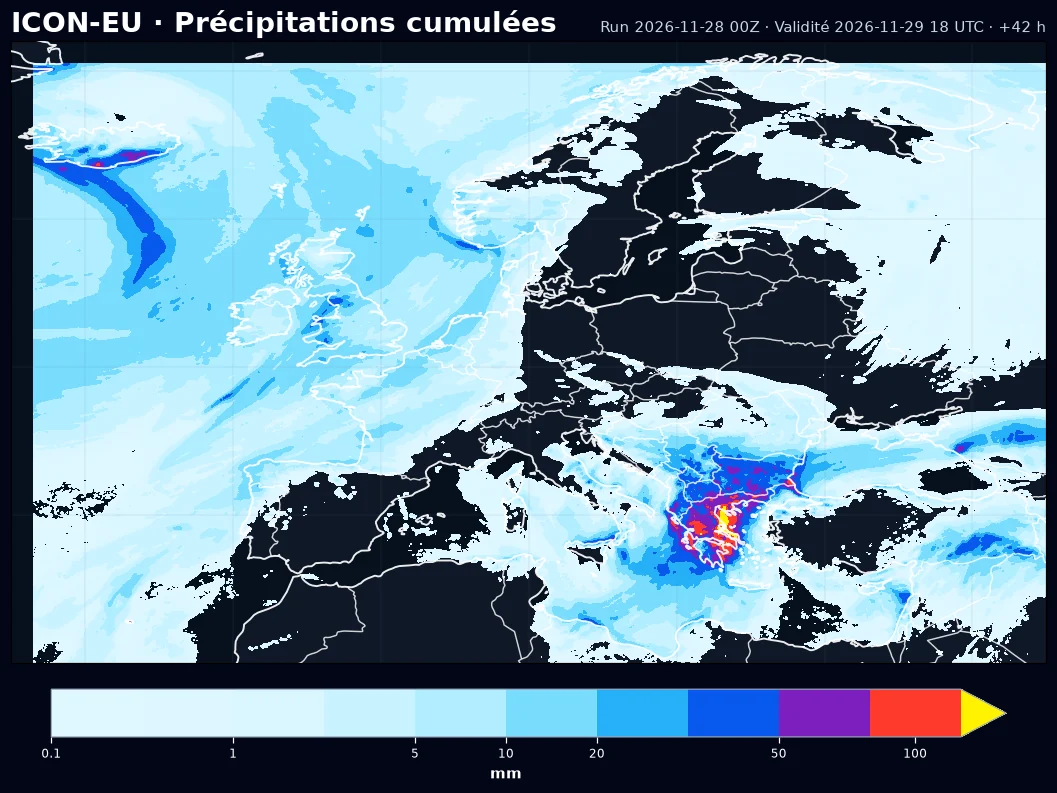 ICON-EU · Précipitations cumulées
Run 2026-11-28 00Z · Validité 2026-11-29 18 UTC · +42 h
0.1 1 5 10 20 50 100
mm